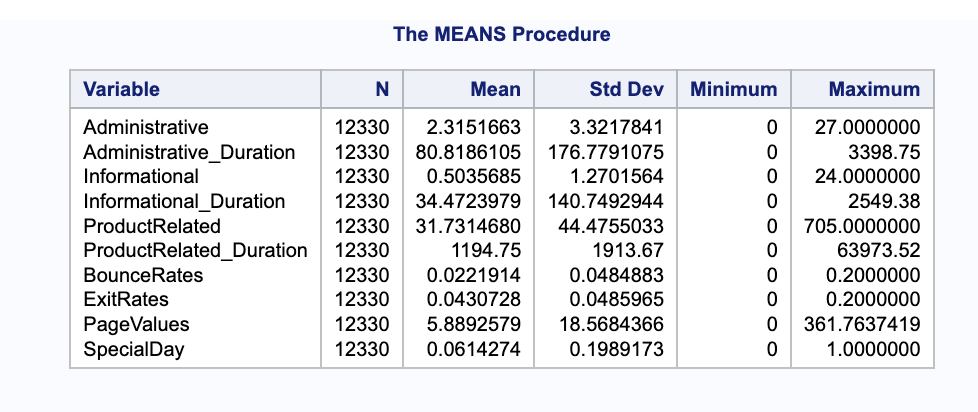 The MEANS Procedure
Variable N Mean Std Dev Minimum Maximum
Administrative 12330 2.3151663 3.3217841 0 27.0000000
Administrative_Duration 12330 80.8186105 176.7791075 0 3398.75
Informational 12330 0.5035685 1.2701564 0 24.0000000
Informational_Duration 12330 34.4723979 140.7492944 0 2549.38
ProductRelated 12330 31.7314680 44.4755033 0 705.0000000
ProductRelated_Duration 12330 1194.75 1913.67 0 63973.52
BounceRates 12330 0.0221914 0.0484883 0 0.2000000
ExitRates 12330 0.0430728 0.0485965 0 0.2000000
PageValues 12330 5.8892579 18.5684366 0 361.7637419
SpecialDay 12330 0.0614274 0.1989173 0 1.0000000